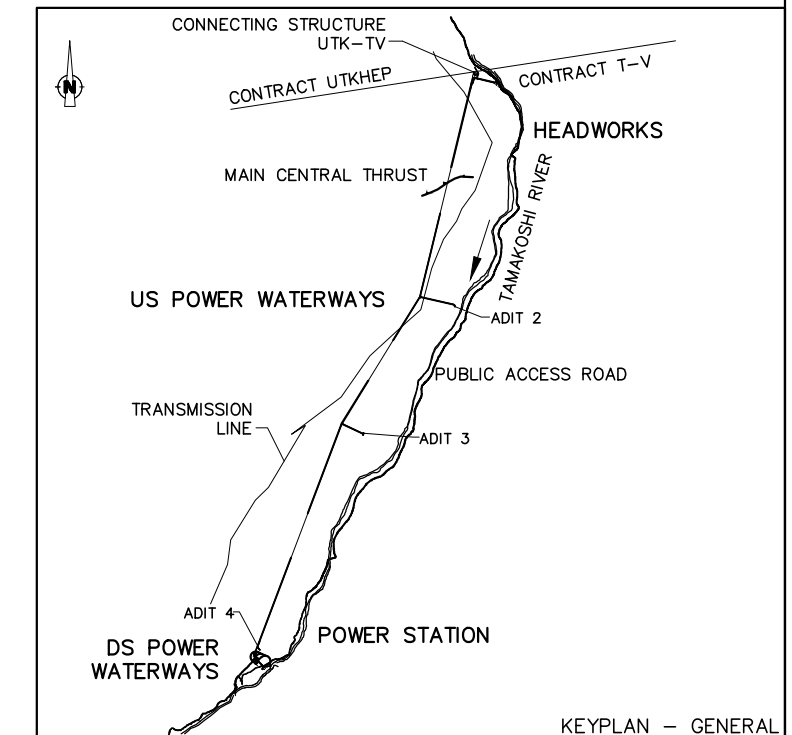 CONNECTING STRUCTURE
UTK-TV
CONTRACT UTKHEP
CONTRACT T-V
N
HEADWORKS
MAIN CENTRAL THRUST
TAMAKOSHI RIVER
US POWER WATERWAYS
ADIT 2
PUBLIC ACCESS ROAD
TRANSMISSION
LINE
ADIT 3
ADIT 4
POWER STATION
DS POWER
WATERWAYS
KEYPLAN - GENERAL